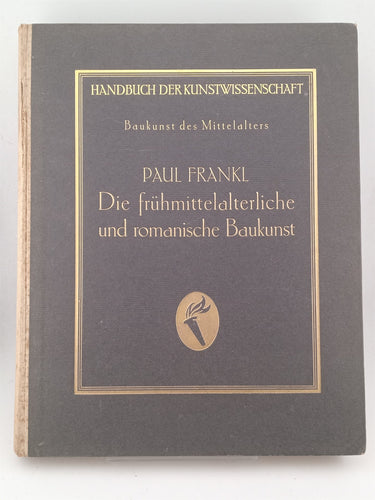 HANDBUCH DER KUNSTWISSENSCHAFT
Baukunst des Mittelalters
PAUL FRANKL
Die frühmittelalterliche
und romanische Baukunst